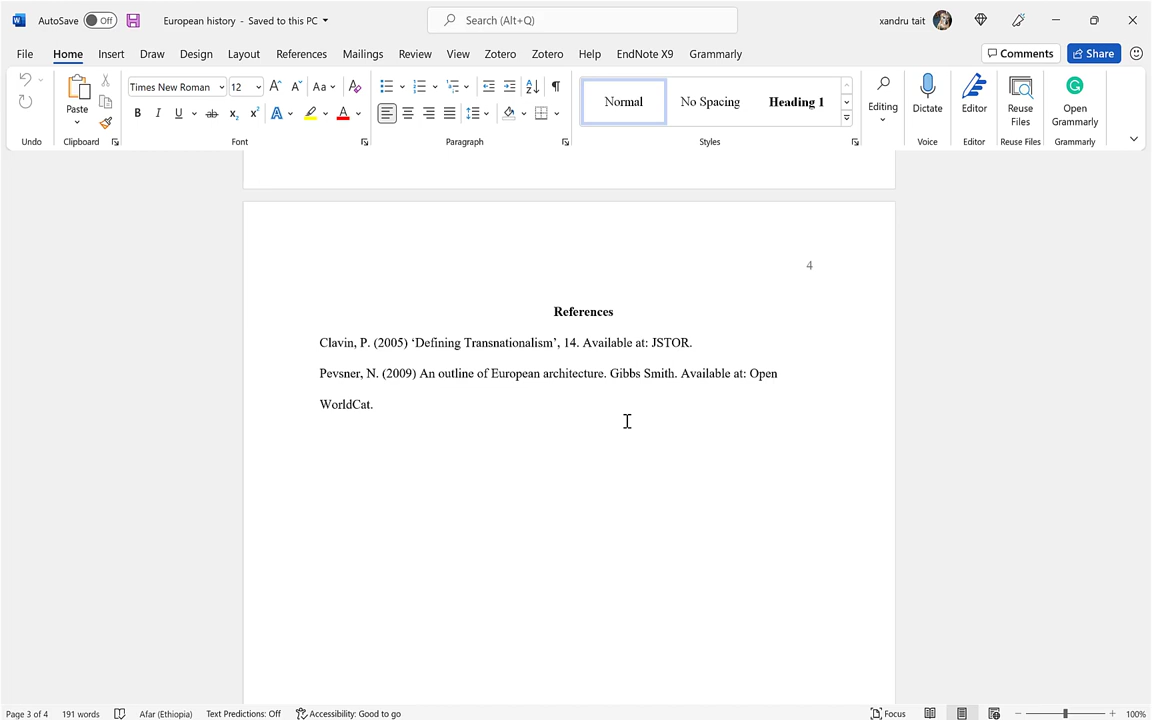 AutoSave Off European history - Saved to this PC Search (Alt+Q) xandru tait
File Home Insert Draw Design Layout References Mailings Review View Zotero Zotero Help EndNote X9 Grammarly Comments Share
Paste Times New Roman 12 Aa Normal No Spacing Heading 1 Editing Dictate Editor Reuse Files Open Grammarly
B I U ab x₂ x² A A
Undo Clipboard Font Paragraph Styles Voice Editor Reuse Files Grammarly
4
References
Clavin, P. (2005) ‘Defining Transnationalism’, 14. Available at: JSTOR.
Pevsner, N. (2009) An outline of European architecture. Gibbs Smith. Available at: Open
WorldCat.
Page 3 of 4 191 words Afar (Ethiopia) Text Predictions: Off Accessibility: Good to go Focus 100%